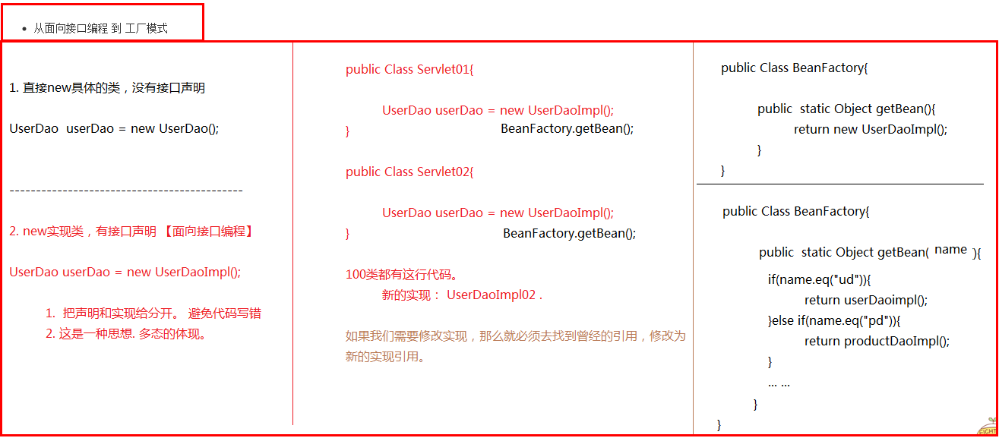 从面向接口编程 到 工厂模式
1. 直接new具体的类，没有接口声明
UserDao userDao = new UserDao();
--------------------------------------------
2. new实现类，有接口声明 【面向接口编程】
UserDao userDao = new UserDaoImpl();
1. 把声明和实现给分开。 避免代码写错
2. 这是一种思想. 多态的体现。
public Class Servlet01{
UserDao userDao = new UserDaoImpl();
} BeanFactory.getBean();
public Class Servlet02{
UserDao userDao = new UserDaoImpl();
} BeanFactory.getBean();
100类都有这行代码。
新的实现： UserDaoImpl02 .
如果我们需要修改实现，那么就必须去找到曾经的引用，修改为
新的实现引用。
public Class BeanFactory{
public static Object getBean(){
return new UserDaoImpl();
}
}
public Class BeanFactory{
public static Object getBean( name ){
if(name.eq("ud")){
return userDaoimpl();
}else if(name.eq("pd")){
return productDaoImpl();
}
... ...
}
}
FIGHT